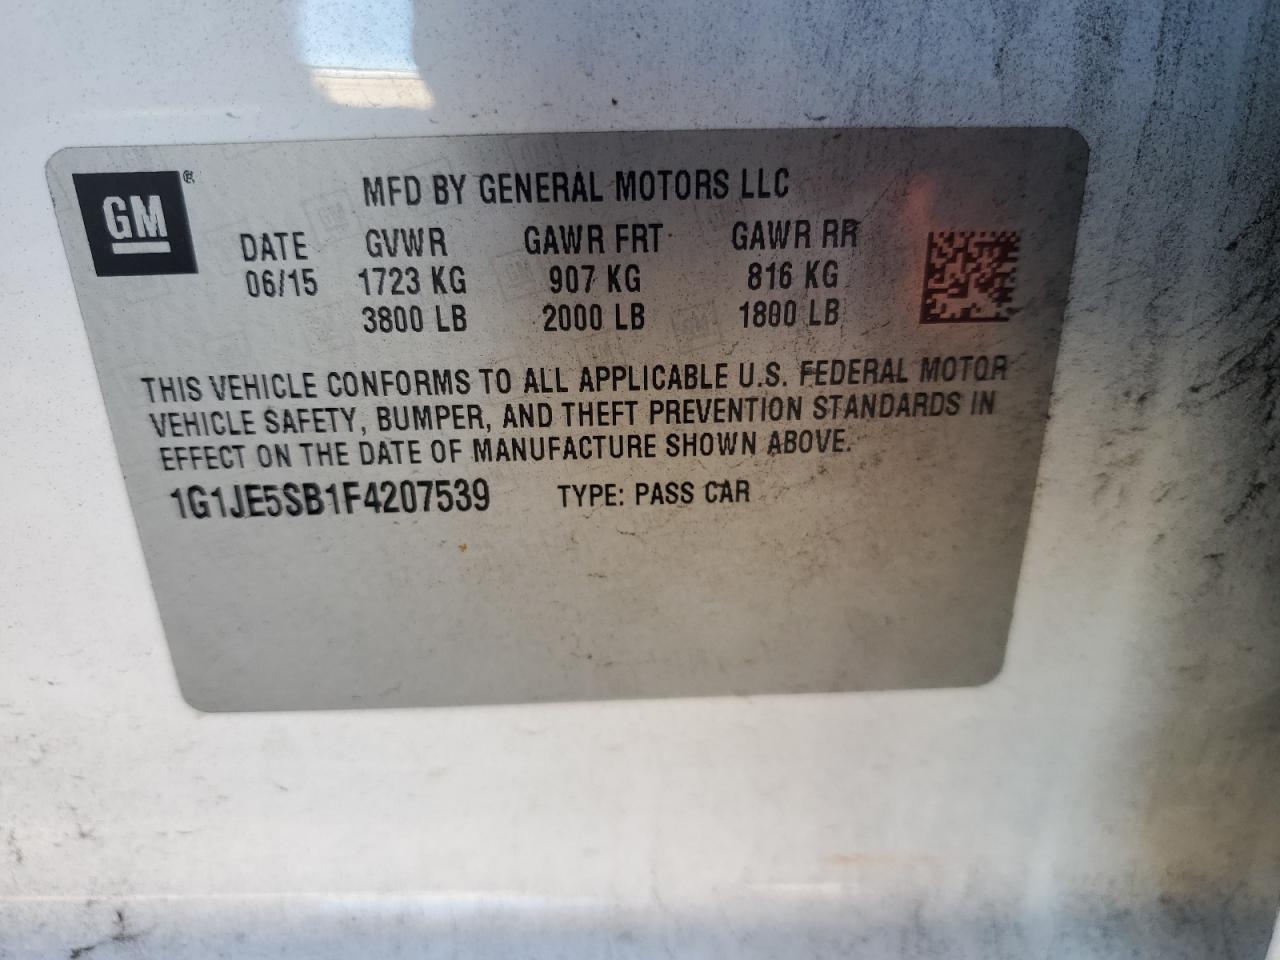 GM®
MFD BY GENERAL MOTORS LLC
DATE GVWR GAWR FRT GAWR RR
06/15 1723 KG 907 KG 816 KG
3800 LB 2000 LB 1800 LB
THIS VEHICLE CONFORMS TO ALL APPLICABLE U.S. FEDERAL MOTOR
VEHICLE SAFETY, BUMPER, AND THEFT PREVENTION STANDARDS IN
EFFECT ON THE DATE OF MANUFACTURE SHOWN ABOVE.
1G1JE5SB1F4207539 TYPE: PASS CAR